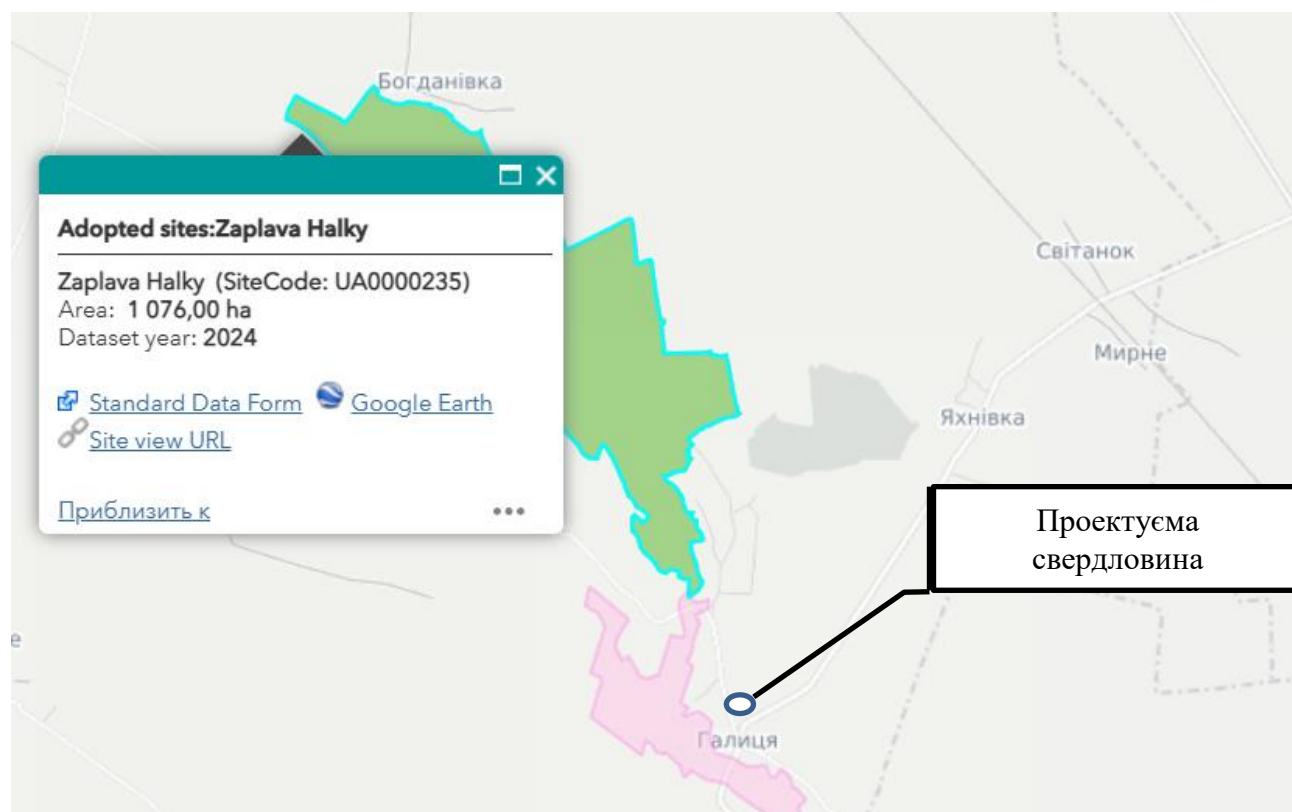 Богданівка
Adopted sites:Zaplava Halky
Zaplava Halky (SiteCode: UA0000235)
Area: 1 076,00 ha
Dataset year: 2024
Standard Data Form Google Earth
Site view URL
Приблизить к
Світанок
Мирне
Яхнівка
Проектуєма
свердловина
е
Галиця